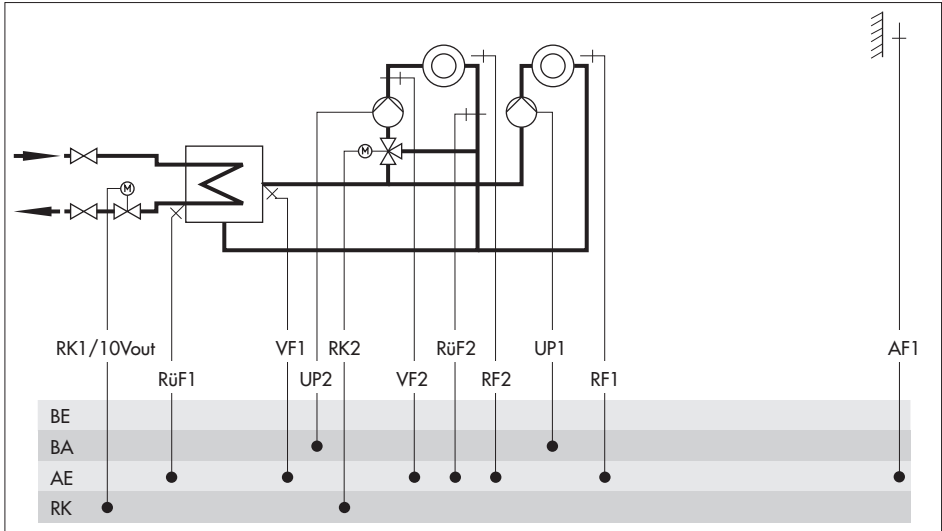 M
M
RK1/10Vout
VF1
RK2
RüF2
UP1
AF1
RüF1
UP2
VF2
RF2
RF1
BE
BA
AE
RK